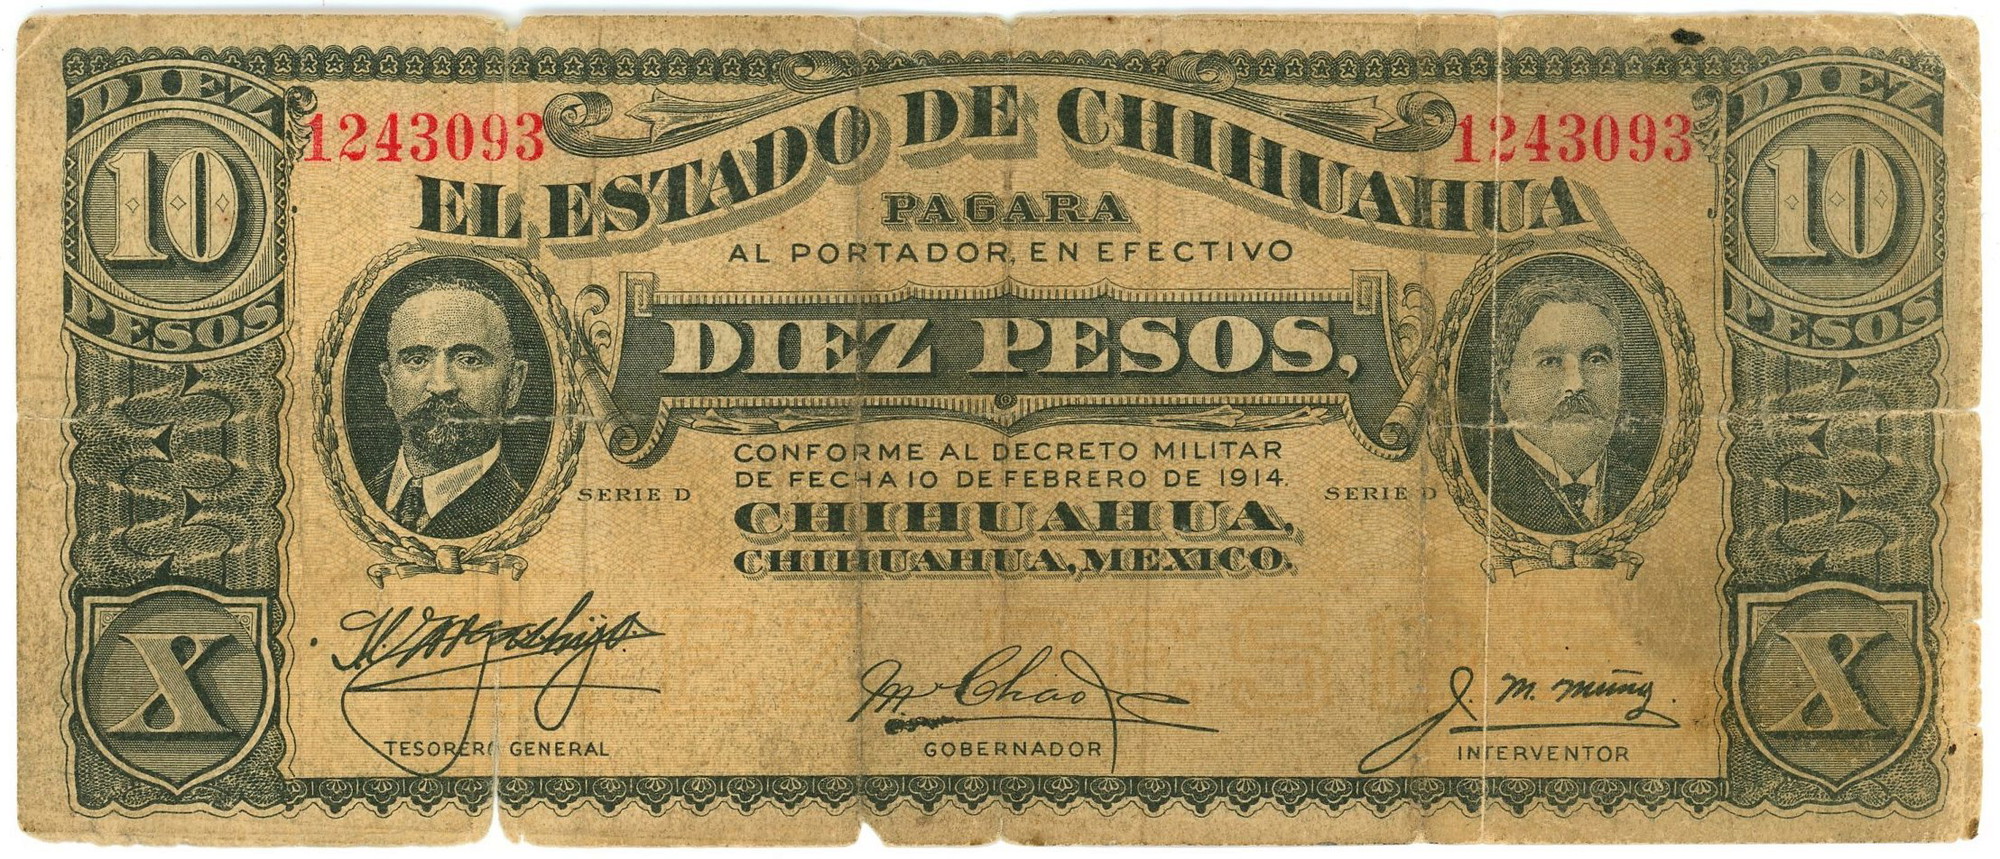 DIEZ
10
PESOS
1243093
EL ESTADO DE CHIHUAHUA
1243093
DIEZ
10
PESOS
PAGARA
AL PORTADOR, EN EFECTIVO
DIEZ PESOS,
CONFORME AL DECRETO MILITAR
DE FECHA 10 DE FEBRERO DE 1914.
SERIE D
SERIE D
CHIHUAHUA,
CHIHUAHUA, MEXICO.
X
M. Chao
J. M. Muñoz
X
TESORERO GENERAL
GOBERNADOR
INTERVENTOR